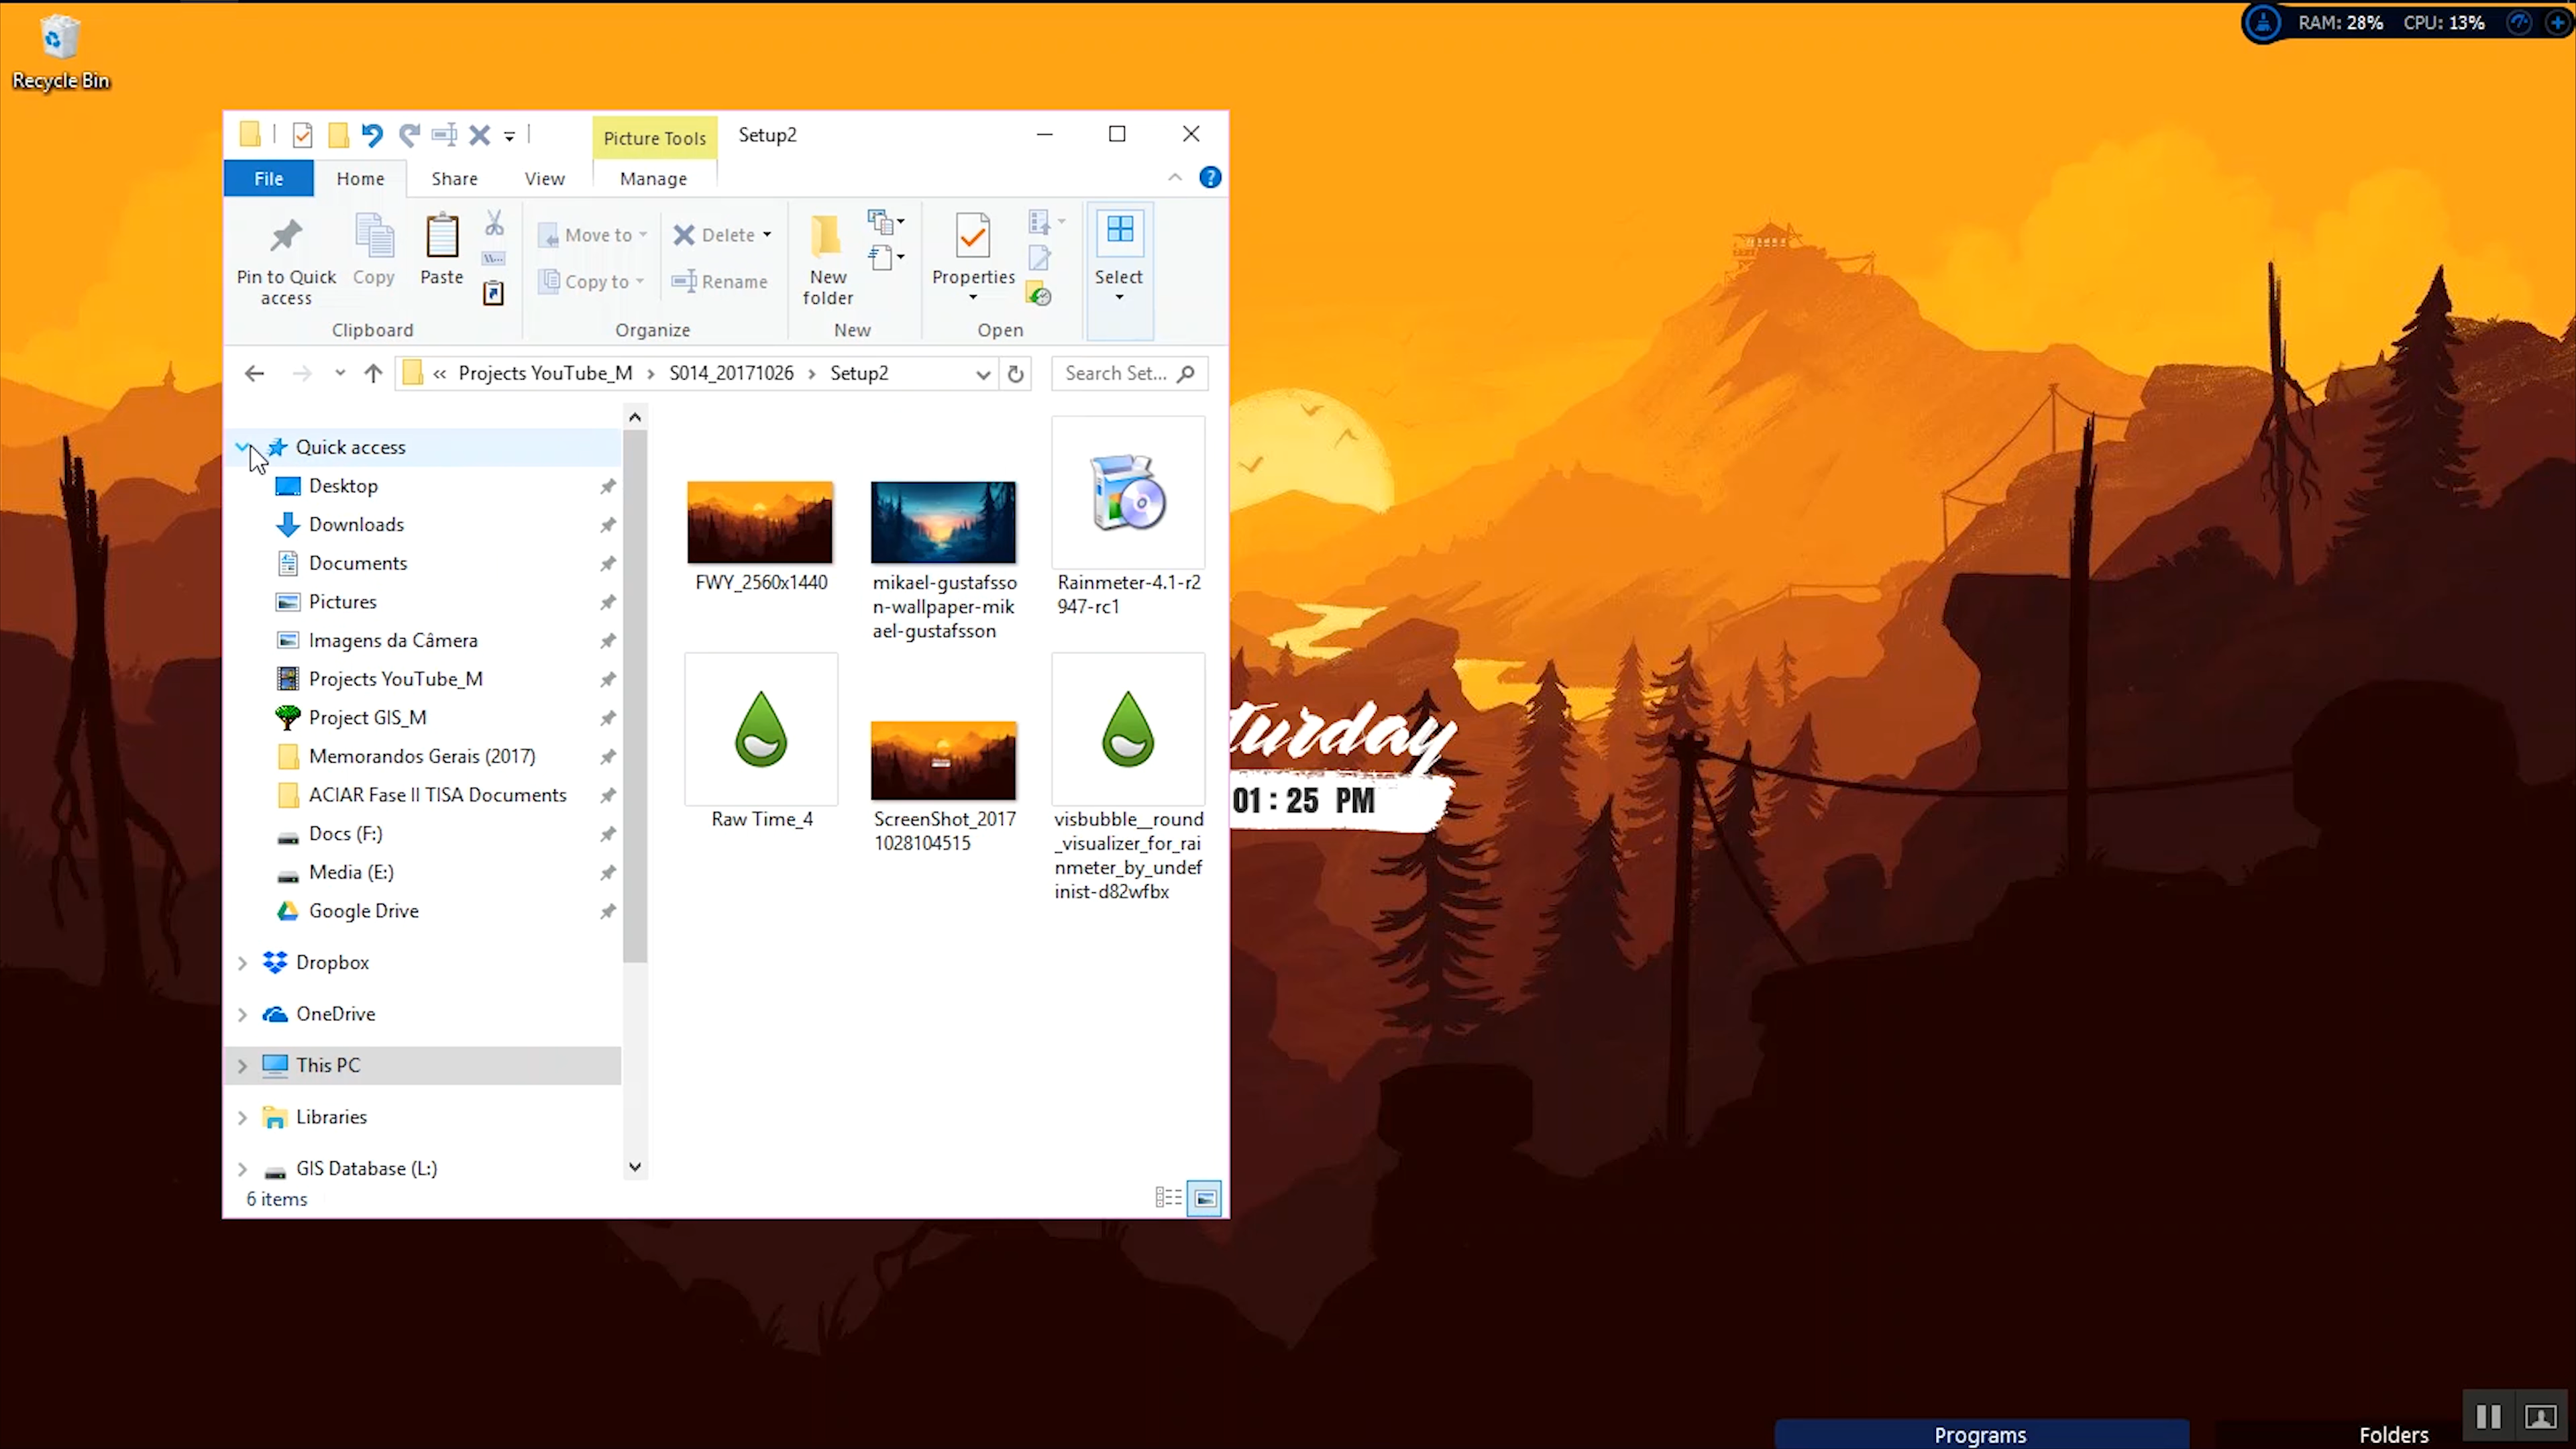 Recycle Bin
RAM: 28% CPU: 13%
Picture Tools
Setup2
File
Home
Share
View
Manage
Pin to Quick access
Copy
Paste
Move to
Copy to
Delete
Rename
New folder
Properties
Select
Clipboard
Organize
New
Open
« Projects YouTube_M › S014_20171026 › Setup2
Search Set...
Quick access
Desktop
Downloads
Documents
Pictures
Imagens da Câmera
Projects YouTube_M
Project GIS_M
Memorandos Gerais (2017)
ACIAR Fase II TISA Documents
Docs (F:)
Media (E:)
Google Drive
Dropbox
OneDrive
This PC
Libraries
GIS Database (L:)
6 items
FWY_2560x1440
mikael-gustafsso
n-wallpaper-mik
ael-gustafsson
Rainmeter-4.1-r2
947-rc1
Raw Time_4
ScreenShot_2017
1028104515
visbubble__round
_visualizer_for_rai
nmeter_by_undef
inist-d82wfbx
turday
01 : 25 PM
Programs
Folders